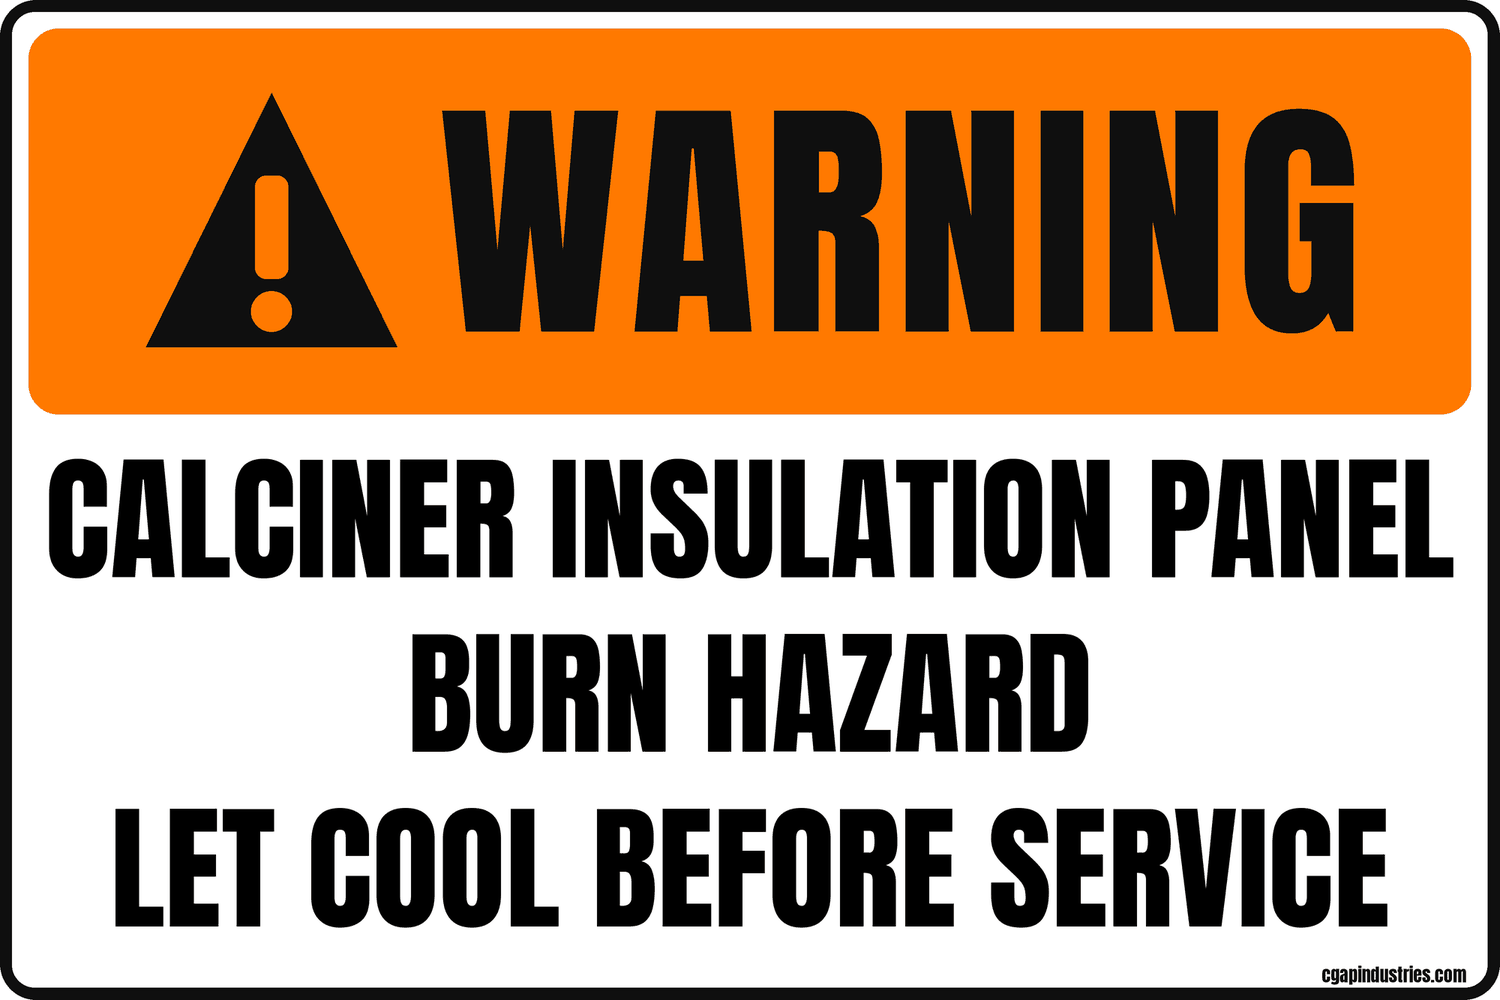 WARNING
CALCINER INSULATION PANEL
BURN HAZARD
LET COOL BEFORE SERVICE
cgapindustries.com